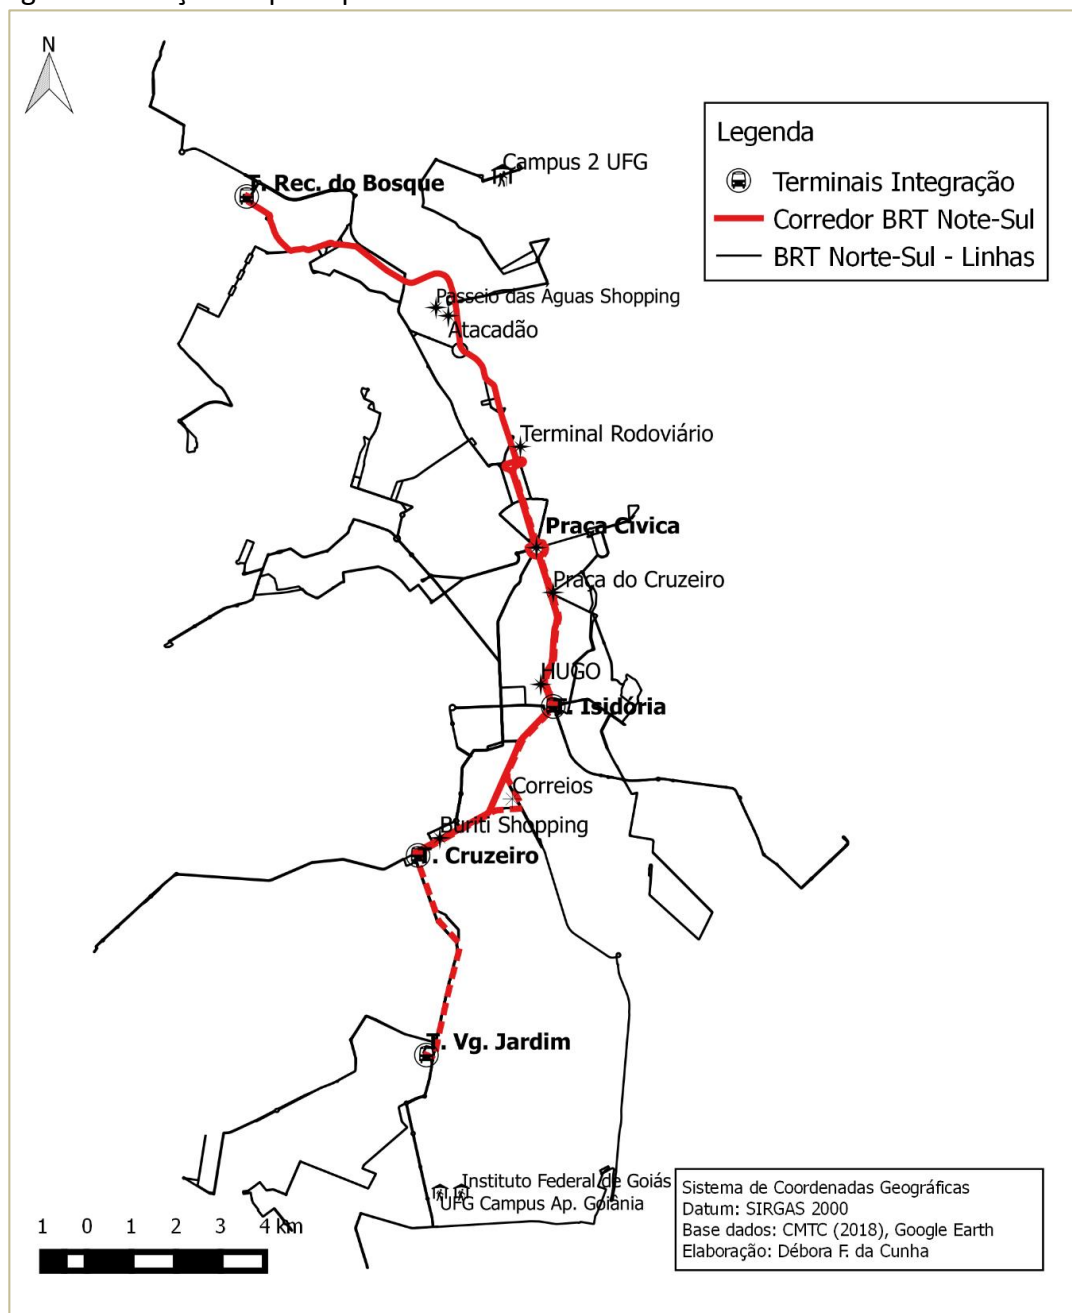 N
Legenda
Terminais Integração
Corredor BRT Note-Sul
BRT Norte-Sul - Linhas
Campus 2 UFG
T. Rec. do Bosque
Passeio das Aguas Shopping
Atacadão
Terminal Rodoviário
Praça Cívica
Praça do Cruzeiro
HUGO
T. Isidória
Correios
Buriti Shopping
T. Cruzeiro
T. Vg. Jardim
Instituto Federal de Goiás
UFG Campus Ap. Goiânia
1 0 1 2 3 4 km
Sistema de Coordenadas Geográficas
Datum: SIRGAS 2000
Base dados: CMTC (2018), Google Earth
Elaboração: Débora F. da Cunha